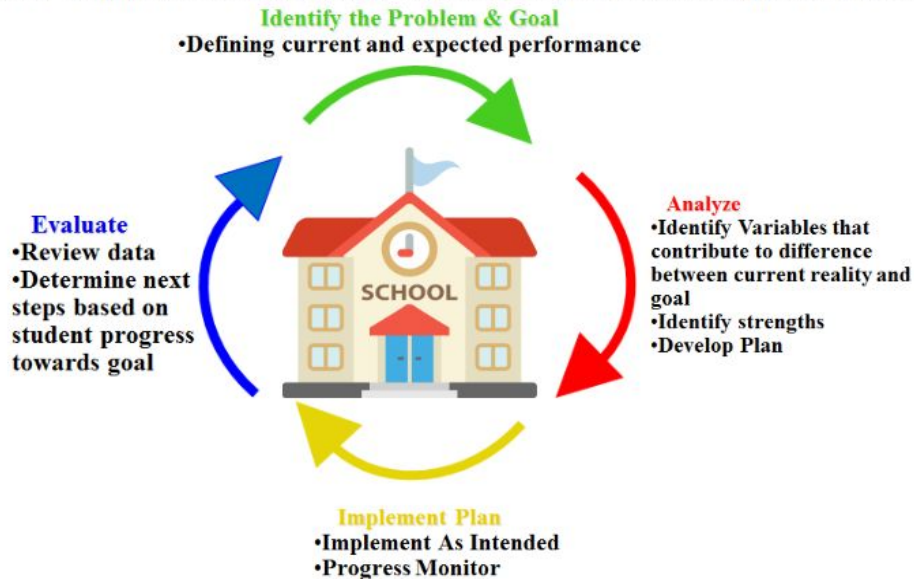 Identify the Problem & Goal
•Defining current and expected performance
Analyze
•Identify Variables that
contribute to difference
between current reality and
goal
•Identify strengths
•Develop Plan
Implement Plan
•Implement As Intended
•Progress Monitor
Evaluate
•Review data
•Determine next
steps based on
student progress
towards goal
SCHOOL